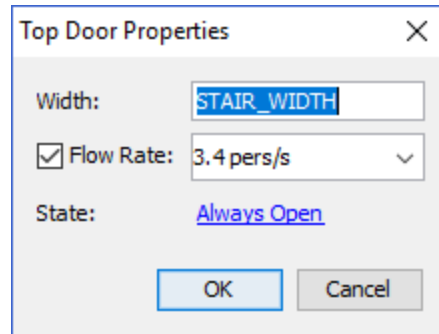 Top Door Properties
Width: STAIR_WIDTH
Flow Rate: 3.4 pers/s
State: Always Open
OK Cancel